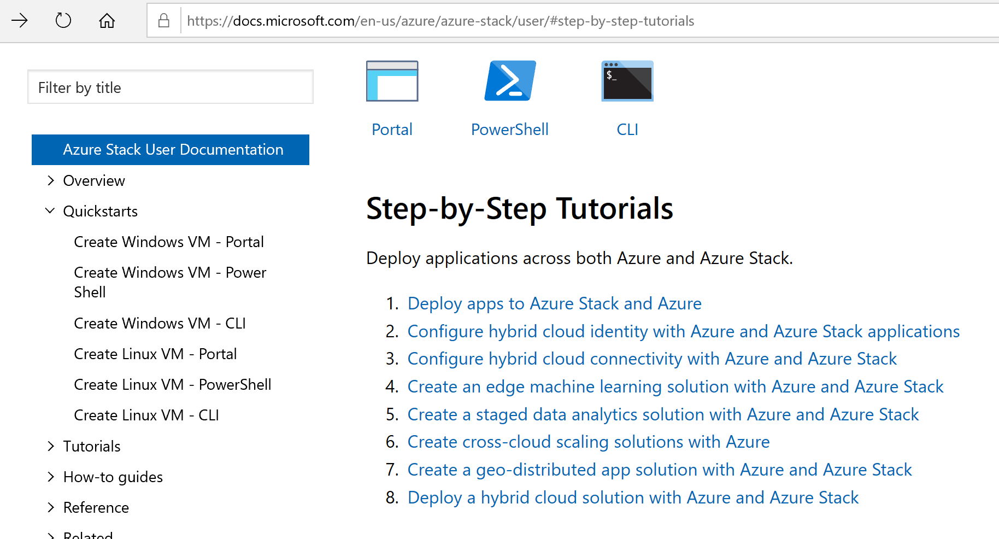 https://docs.microsoft.com/en-us/azure/azure-stack/user/#step-by-step-tutorials
Filter by title
Azure Stack User Documentation
Overview
Quickstarts
Create Windows VM - Portal
Create Windows VM - Power
Shell
Create Windows VM - CLI
Create Linux VM - Portal
Create Linux VM - PowerShell
Create Linux VM - CLI
Tutorials
How-to guides
Reference
Related
$_
Portal
PowerShell
CLI
Step-by-Step Tutorials
Deploy applications across both Azure and Azure Stack.
1. Deploy apps to Azure Stack and Azure
2. Configure hybrid cloud identity with Azure and Azure Stack applications
3. Configure hybrid cloud connectivity with Azure and Azure Stack
4. Create an edge machine learning solution with Azure and Azure Stack
5. Create a staged data analytics solution with Azure and Azure Stack
6. Create cross-cloud scaling solutions with Azure
7. Create a geo-distributed app solution with Azure and Azure Stack
8. Deploy a hybrid cloud solution with Azure and Azure Stack